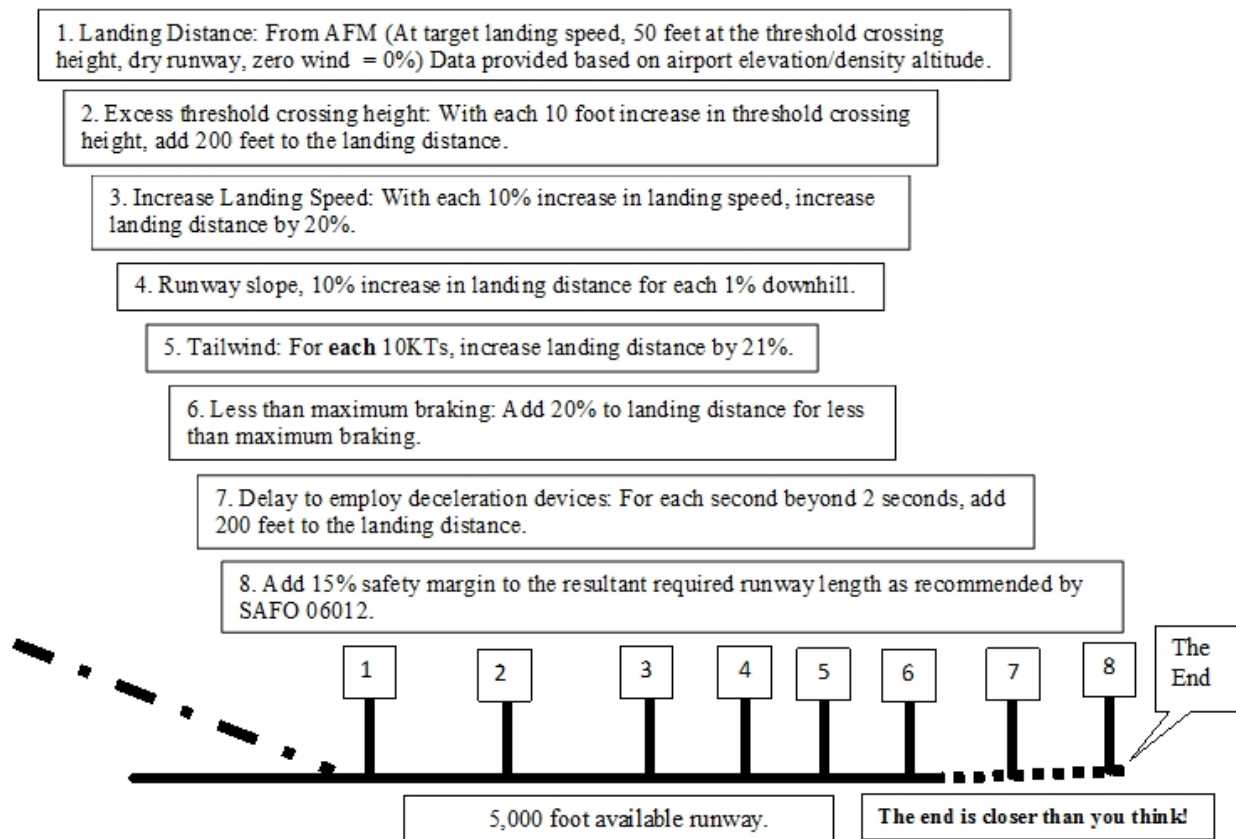 1. Landing Distance: From AFM (At target landing speed, 50 feet at the threshold crossing
height, dry runway, zero wind = 0%) Data provided based on airport elevation/density altitude.
2. Excess threshold crossing height: With each 10 foot increase in threshold crossing
height, add 200 feet to the landing distance.
3. Increase Landing Speed: With each 10% increase in landing speed, increase
landing distance by 20%.
4. Runway slope, 10% increase in landing distance for each 1% downhill.
5. Tailwind: For each 10KTs, increase landing distance by 21%.
6. Less than maximum braking: Add 20% to landing distance for less
than maximum braking.
7. Delay to employ deceleration devices: For each second beyond 2 seconds, add
200 feet to the landing distance.
8. Add 15% safety margin to the resultant required runway length as recommended by
SAFO 06012.
1
2
3
4
5
6
7
8
The
End
5,000 foot available runway.
The end is closer than you think!